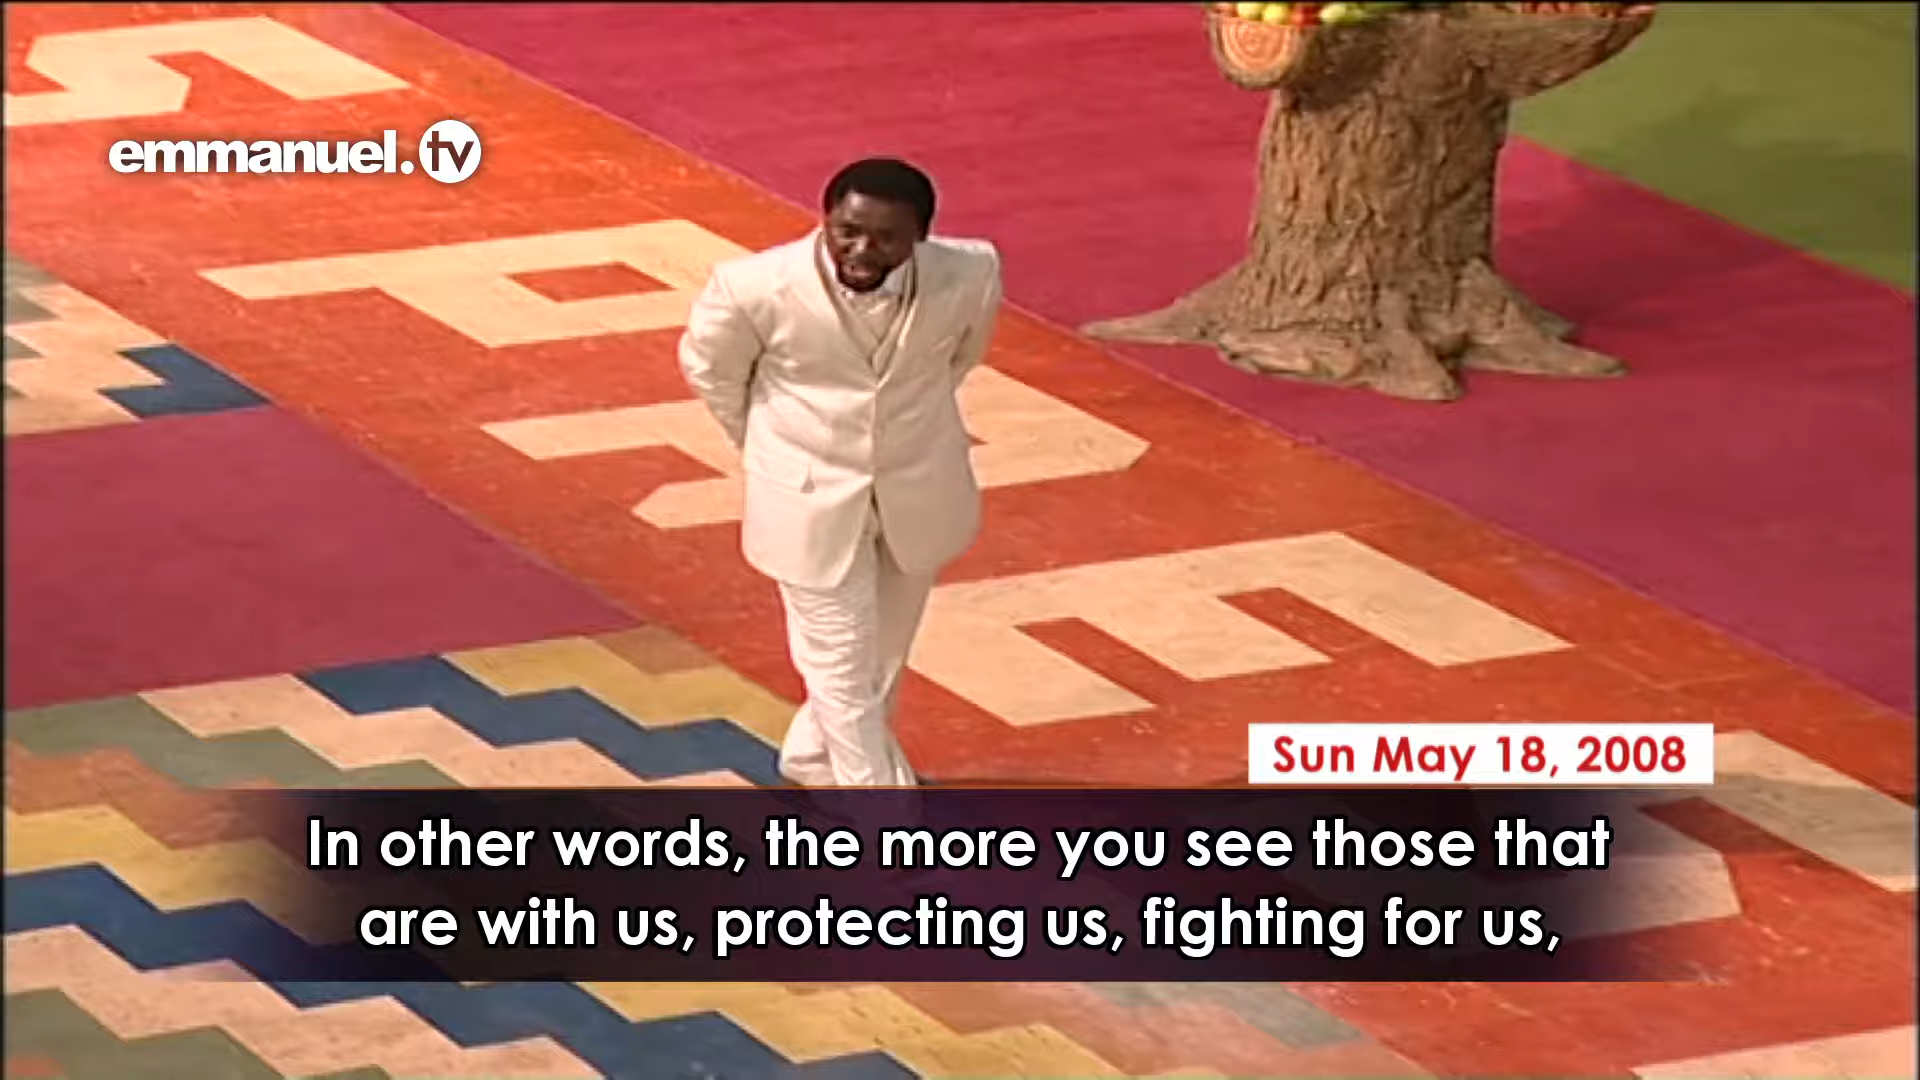 emmanuel.tv
SPRE
Sun May 18, 2008
In other words, the more you see those that
are with us, protecting us, fighting for us,